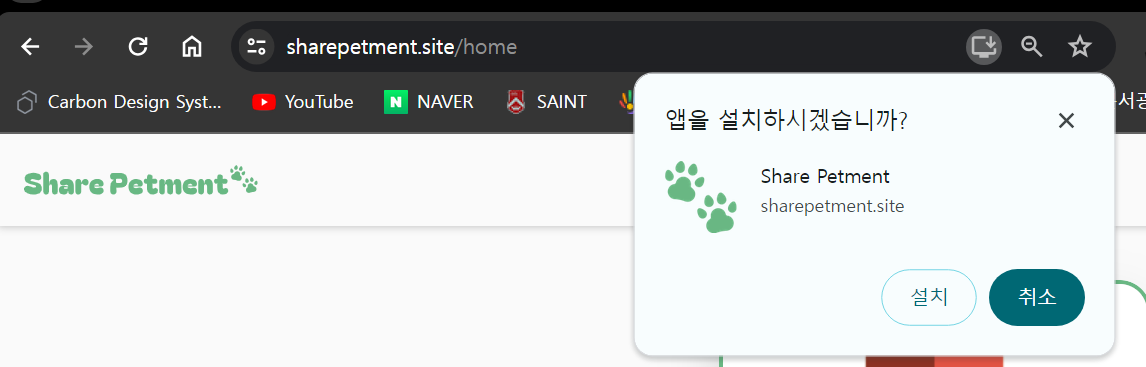 sharepetment.site/home
Carbon Design Syst...
YouTube
NAVER
SAINT
앱을 설치하시겠습니까?
Share Petment
Share Petment
sharepetment.site
설치
취소